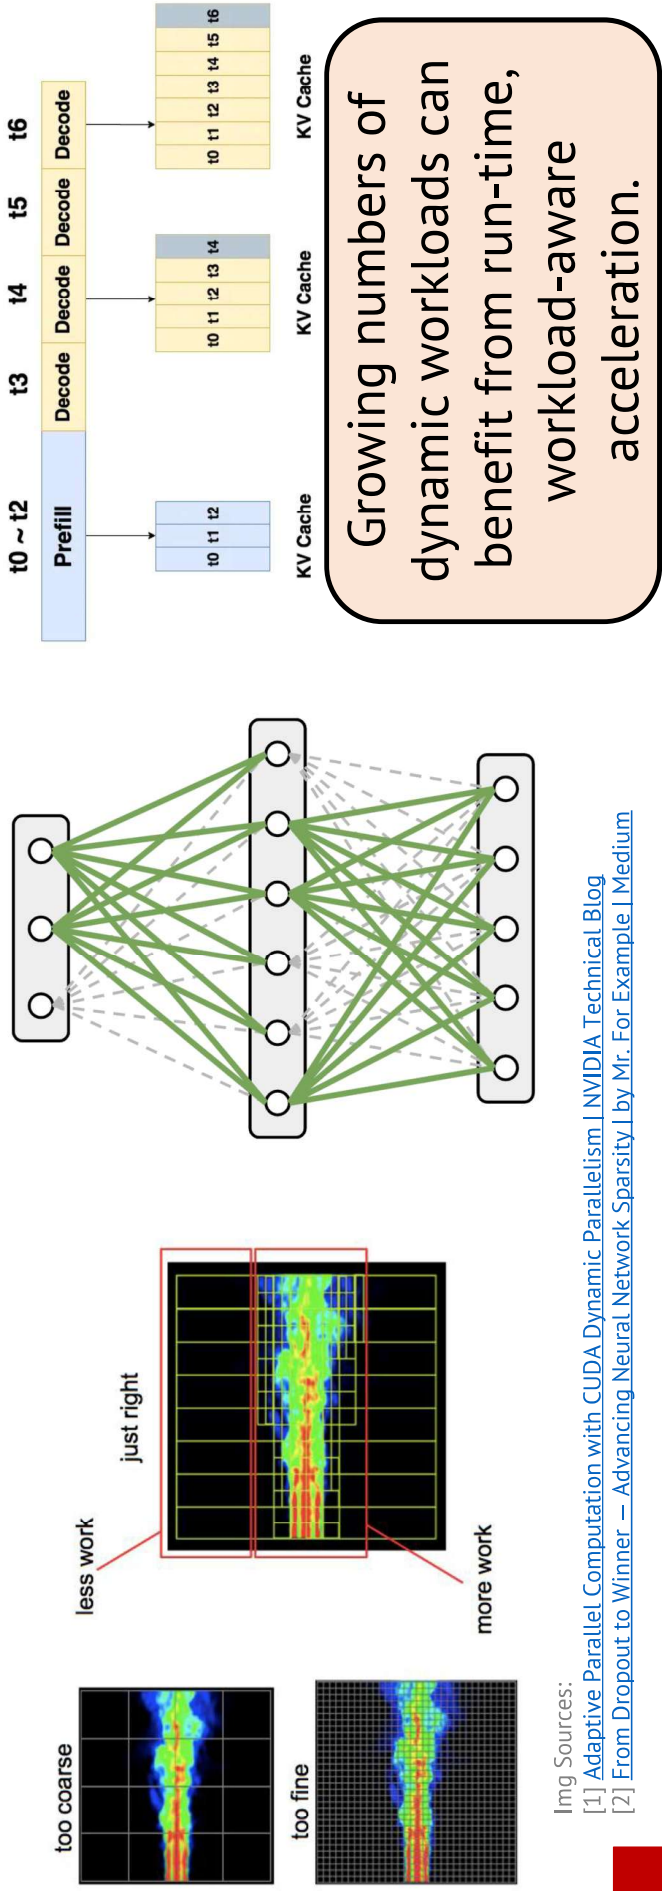 too coarse
too fine
less work
just right
more work
t0 ~ t2
t3
t4
t5
t6
Prefill
Decode
Decode
Decode
Decode
t0 t1 t2
KV Cache
t0 t1 t2 t3 t4
KV Cache
t0 t1 t2 t3 t4 t5 t6
KV Cache
Growing numbers of
dynamic workloads can
benefit from run-time,
workload-aware
acceleration.
Img Sources:
[1] Adaptive Parallel Computation with CUDA Dynamic Parallelism | NVIDIA Technical Blog
[2] From Dropout to Winner — Advancing Neural Network Sparsity | by Mr. For Example | Medium